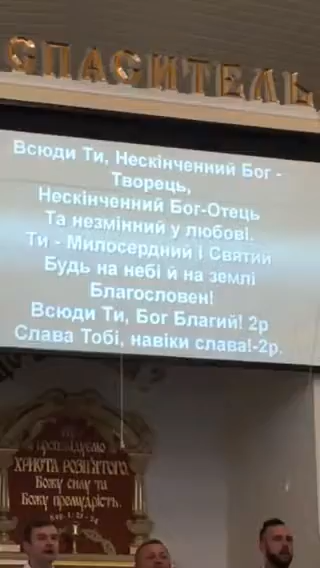 СПАСИТЕЛЬ
Всюди Ти, Нескінченний Бог -
Творець,
Нескінченний Бог-Отець
Та незмінний у любові.
Ти - Милосердний і Святий
Будь на небі й на землі
Благословен!
Всюди Ти, Бог Благий! 2р
Слава Тобі, навіки слава!-2р.
проповідуємо
ХРИСТА РОЗП'ЯТОГО,
Божу силу та
Божу премудрість.